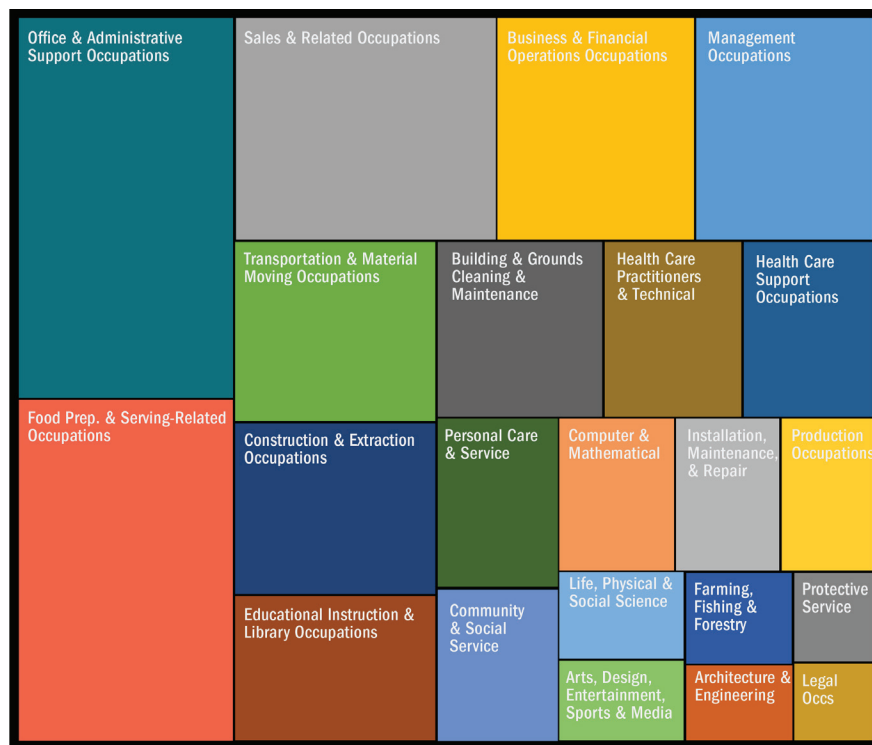 Office & Administrative
Support Occupations
Sales & Related Occupations
Business & Financial
Operations Occupations
Management
Occupations
Transportation & Material
Moving Occupations
Building & Grounds
Cleaning &
Maintenance
Health Care
Practitioners
& Technical
Health Care
Support
Occupations
Food Prep. & Serving-Related
Occupations
Construction & Extraction
Occupations
Personal Care
& Service
Computer &
Mathematical
Installation,
Maintenance,
& Repair
Production
Occupations
Educational Instruction &
Library Occupations
Community
& Social
Service
Life, Physical &
Social Science
Farming,
Fishing &
Forestry
Protective
Service
Arts, Design,
Entertainment,
Sports & Media
Architecture &
Engineering
Legal
Occs